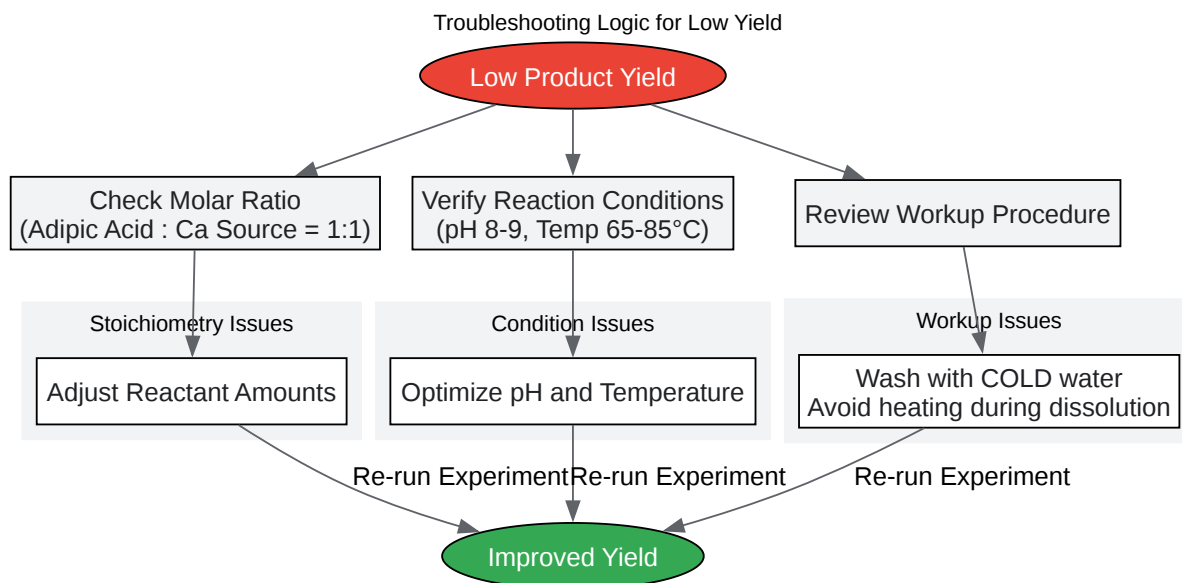 Troubleshooting Logic for Low Yield
Low Product Yield
Check Molar Ratio
(Adipic Acid : Ca Source = 1:1)
Verify Reaction Conditions
(pH 8-9, Temp 65-85°C)
Review Workup Procedure
Stoichiometry Issues
Condition Issues
Workup Issues
Adjust Reactant Amounts
Optimize pH and Temperature
Wash with COLD water
Avoid heating during dissolution
Re-run Experiment
Re-run Experiment
Re-run Experiment
Improved Yield